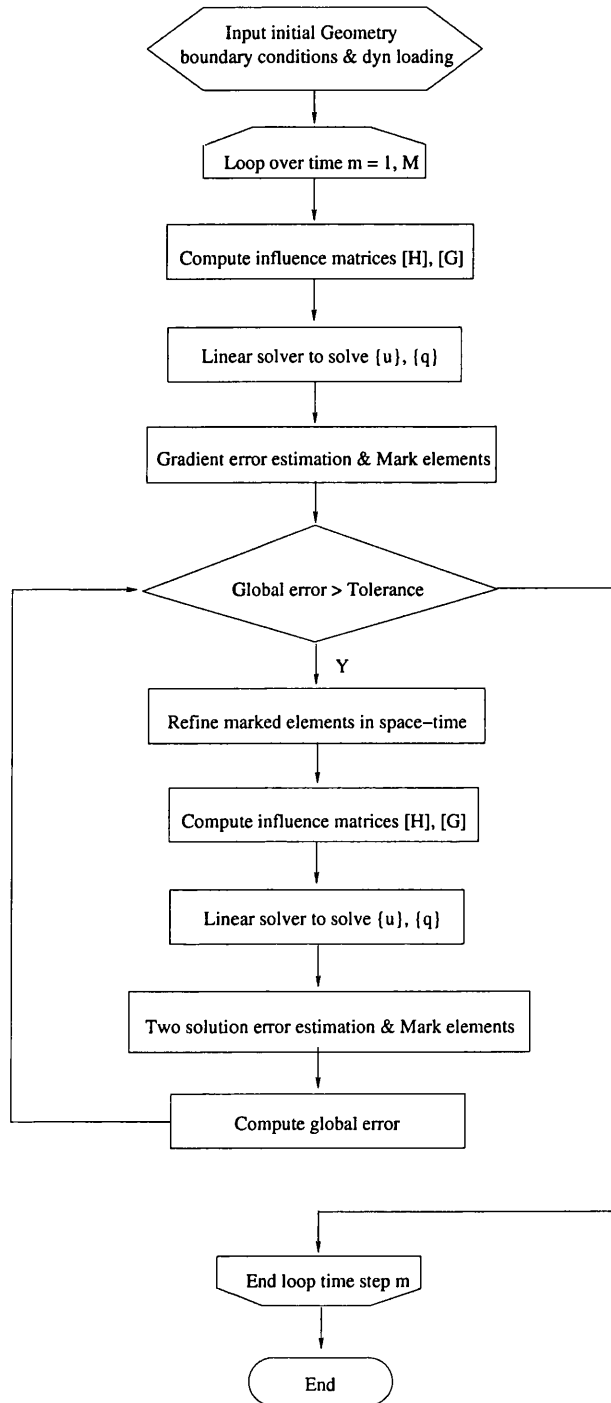 Input initial Geometry
boundary conditions & dyn loading
Loop over time m = 1, M
Compute influence matrices [H], [G]
Linear solver to solve {u}, {q}
Gradient error estimation & Mark elements
Global error > Tolerance
Y
Refine marked elements in space−time
Compute influence matrices [H], [G]
Linear solver to solve {u}, {q}
Two solution error estimation & Mark elements
Compute global error
End loop time step m
End